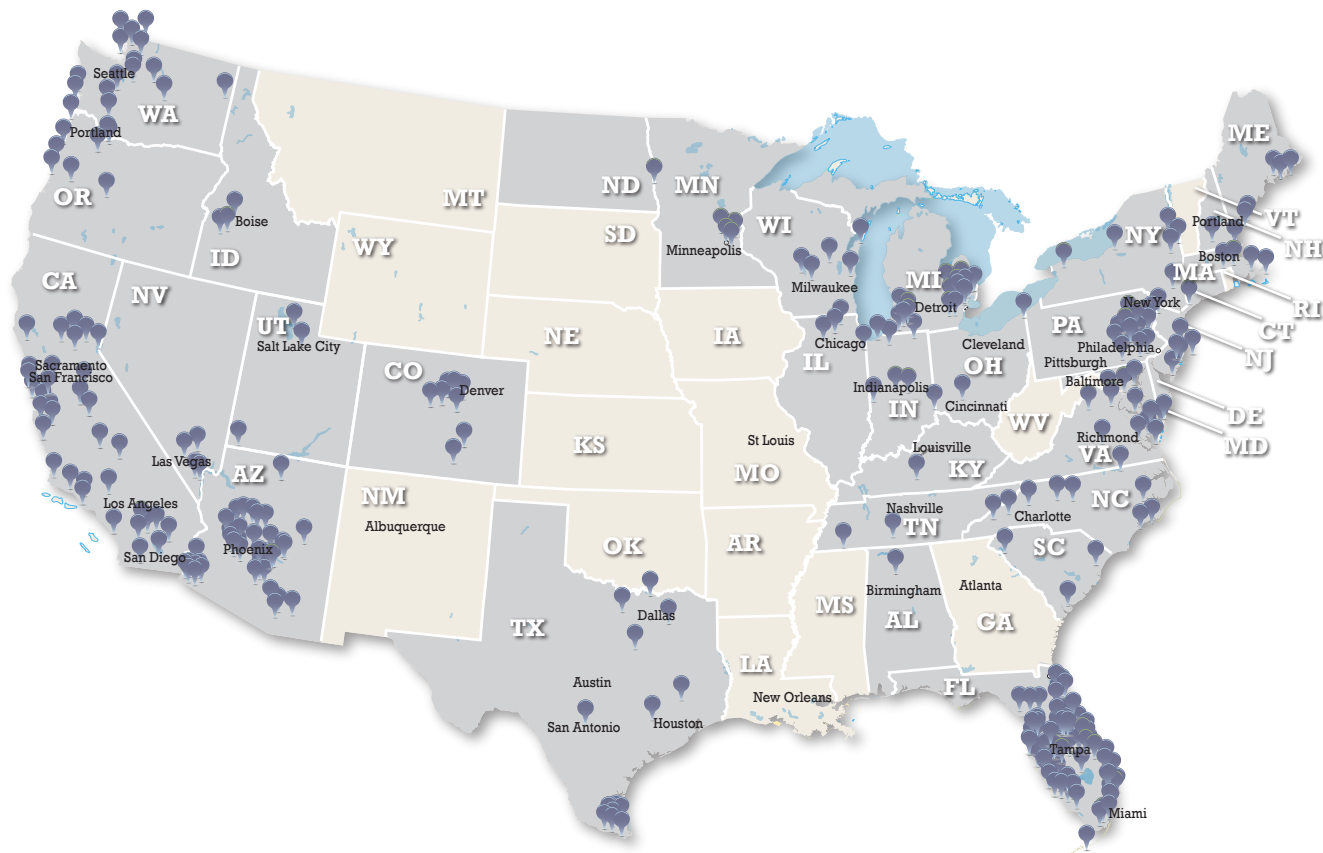 Seattle
WA
Portland
OR
Boise
ID
MT
ND
MN
Minneapolis
WI
Milwaukee
MI
Detroit
ME
VT
Portland
NH
NY
Boston
MA
RI
CT
NJ
New York
PA
Philadelphia
Pittsburgh
Baltimore
DE
MD
SD
WY
CA
NV
UT
Salt Lake City
NE
IA
Chicago
IL
Cleveland
OH
Indianapolis
IN
Cincinnati
WV
Sacramento
San Francisco
CO
Denver
KS
St Louis
MO
Louisville
KY
Richmond
VA
Las Vegas
AZ
NM
Albuquerque
Los Angeles
San Diego
Phoenix
OK
AR
Nashville
TN
Charlotte
NC
SC
Atlanta
GA
Birmingham
AL
MS
TX
Dallas
LA
New Orleans
Austin
San Antonio
Houston
FL
Tampa
Miami